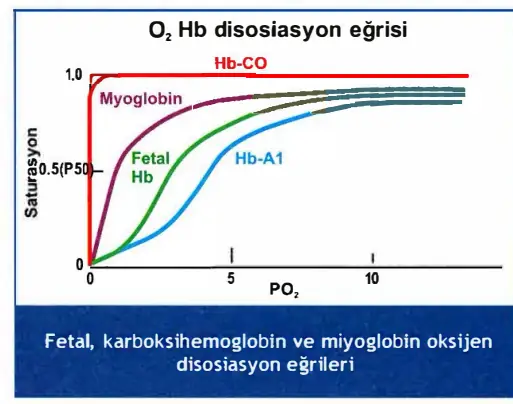 O₂ Hb disosiasyon eğrisi
Hb-CO
1.0
Myoglobin
Fetal
Hb
Hb-A1
Saturasyon
0.5(P50)
0
0
5
10
PO₂
Fetal, karboksihemoglobin ve miyoglobin oksijen
disosiasyon eğrileri